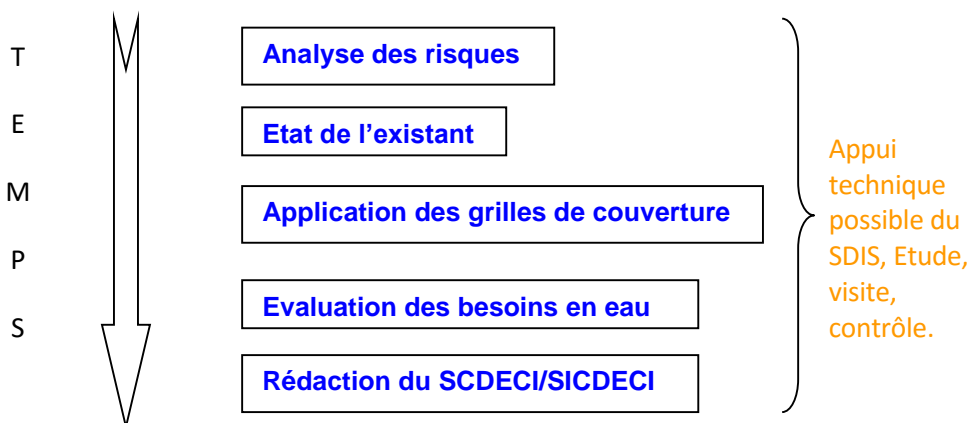 T
E
M
P
S
Analyse des risques
Etat de l’existant
Application des grilles de couverture
Evaluation des besoins en eau
Rédaction du SCDECI/SICDECI
Appui
technique
possible du
SDIS, Etude,
visite,
contrôle.